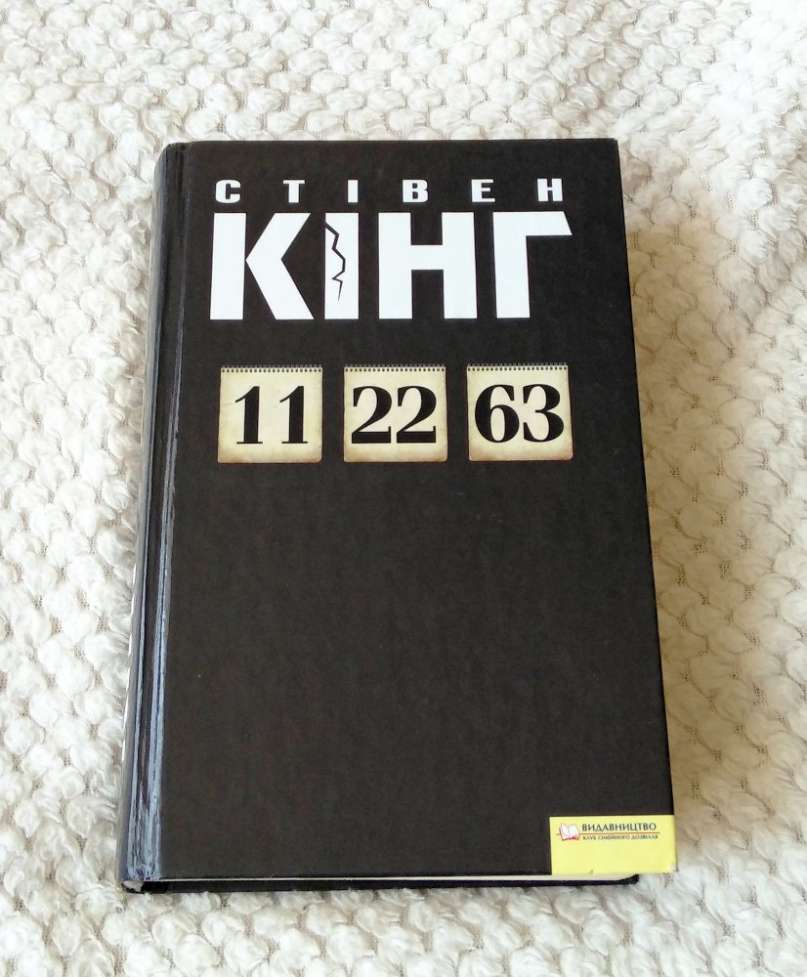 СТІВЕН
КІНГ
11 22 63
ВИДАВНИЦТВО
КЛУБ СІМЕЙНОГО ДОЗВІЛЛЯ